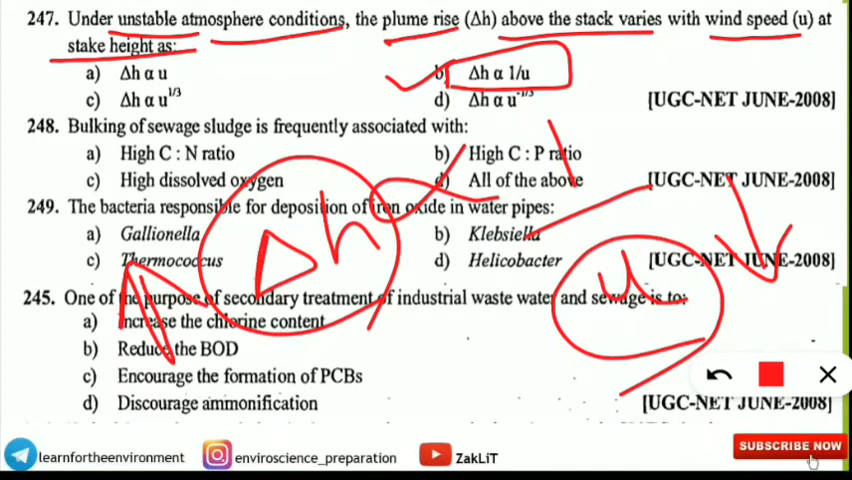 247. Under unstable atmosphere conditions, the plume rise (Δh) above the stack varies with wind speed (u) at
stake height as:
a) Δh α u b) Δh α 1/u
c) Δh α u^1/3 d) Δh α u^-1/3 [UGC-NET JUNE-2008]
248. Bulking of sewage sludge is frequently associated with:
a) High C : N ratio b) High C : P ratio
c) High dissolved oxygen d) All of the above [UGC-NET JUNE-2008]
249. The bacteria responsible for deposition of iron oxide in water pipes:
a) Gallionella b) Klebsiella
c) Thermococcus d) Helicobacter [UGC-NET JUNE-2008]
Δh α 1/u
245. One of the purpose of secondary treatment of industrial waste water and sewage is to:
a) Increase the chlorine content
b) Reduce the BOD
c) Encourage the formation of PCBs
d) Discourage ammonification [UGC-NET JUNE-2008]
SUBSCRIBE NOW
learnfortheenvironment enviroscience_preparation ZakLiT